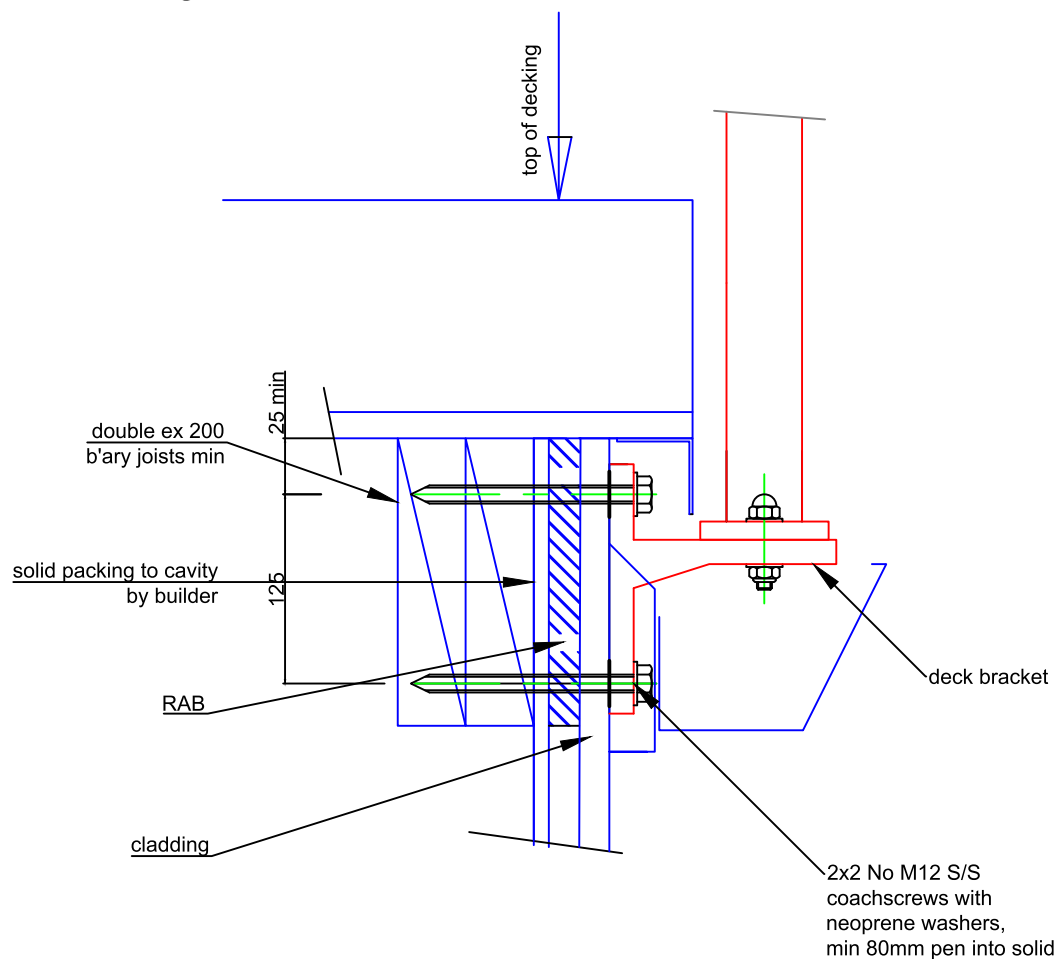 top of decking
25 min
double ex 200
b'ary joists min
solid packing to cavity
by builder
125
RAB
deck bracket
cladding
2x2 No M12 S/S
coachscrews with
neoprene washers,
min 80mm pen into solid